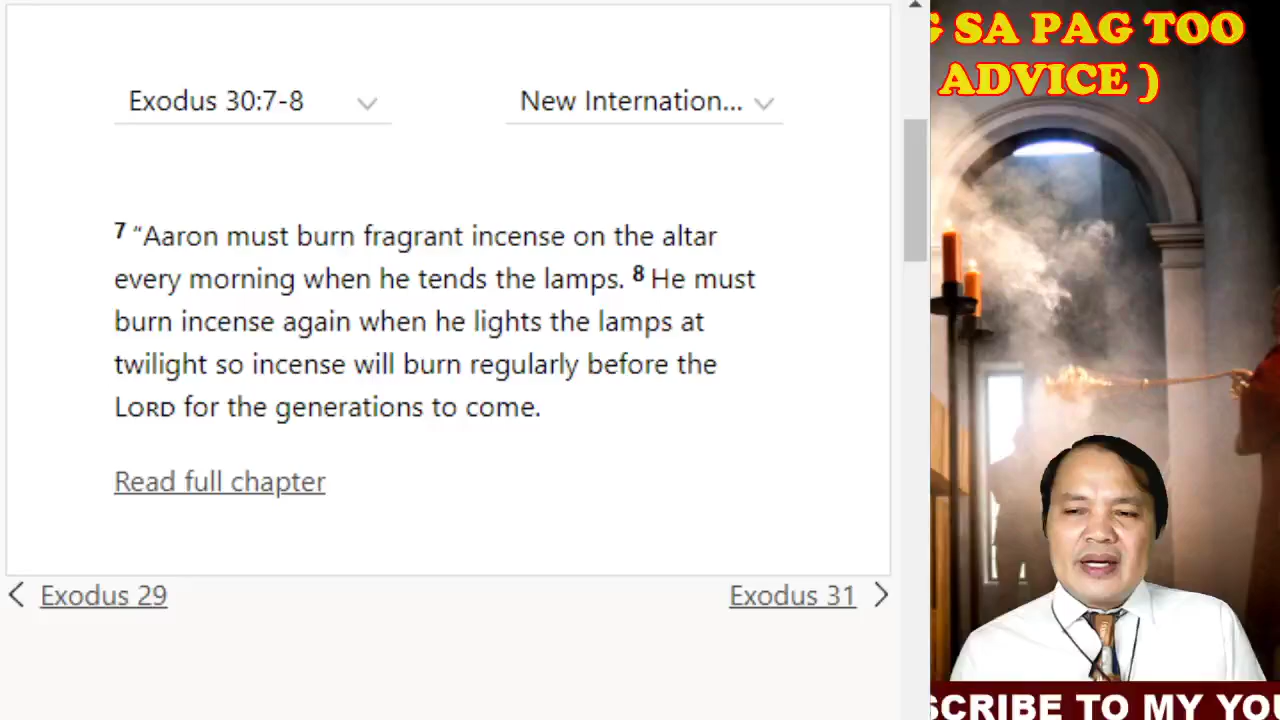 Exodus 30:7-8
New Internation...
7 “Aaron must burn fragrant incense on the altar
every morning when he tends the lamps. 8 He must
burn incense again when he lights the lamps at
twilight so incense will burn regularly before the
LORD for the generations to come.
Read full chapter
Exodus 29
Exodus 31
SA PAG TOO
ADVICE )
SCRIBE TO MY YOU